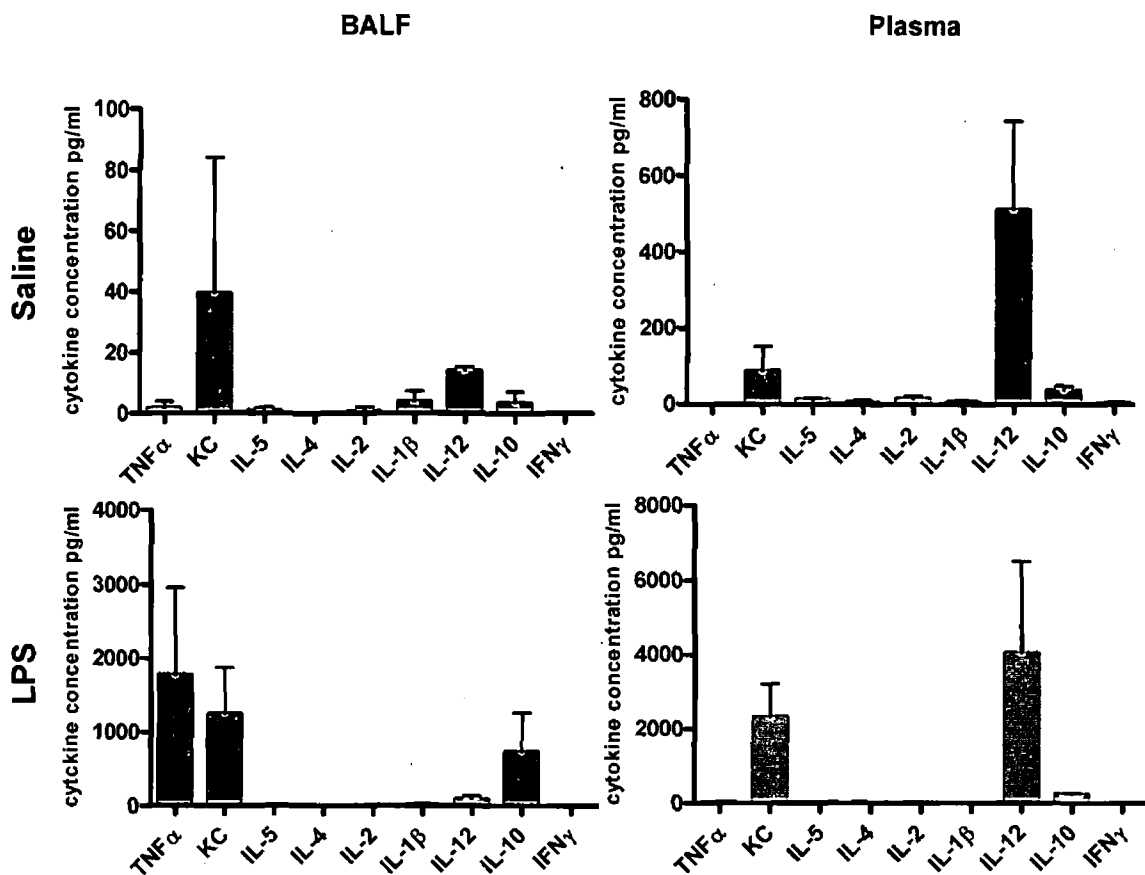 BALF
Plasma
Saline
cytokine concentration pg/ml
100
80
60
40
20
0
TNFα KC IL-5 IL-4 IL-2 IL-1β IL-12 IL-10 IFNγ
cytokine concentration pg/ml
800
600
400
200
0
TNFα KC IL-5 IL-4 IL-2 IL-1β IL-12 IL-10 IFNγ
LPS
cytckine concentration pg/ml
4000
3000
2000
1000
0
TNFα KC IL-5 IL-4 IL-2 IL-1β IL-12 IL-10 IFNγ
cytokine concentration pg/ml
8000
6000
4000
2000
0
TNFα KC IL-5 IL-4 IL-2 IL-1β IL-12 IL-10 IFNγ